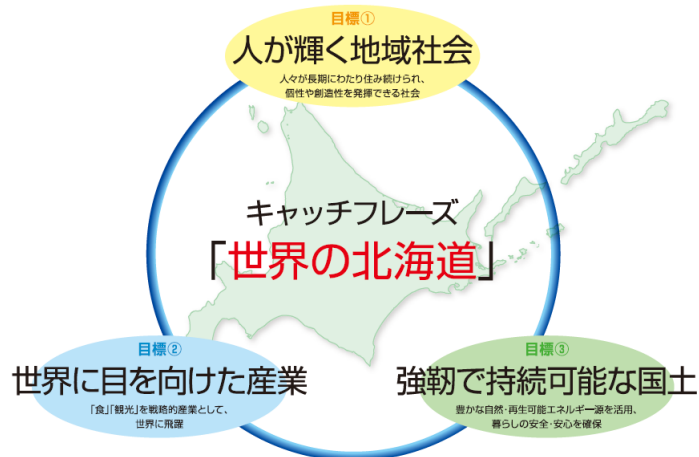 目標①
人が輝く地域社会
人々が長期にわたり住み続けられ、
個性や創造性を発揮できる社会
キャッチフレーズ
「世界の北海道」
目標②
世界に目を向けた産業
「食」「観光」を戦略的産業として、
世界に飛躍
目標③
強靭で持続可能な国土
豊かな自然・再生可能エネルギー源を活用、
暮らしの安全・安心を確保